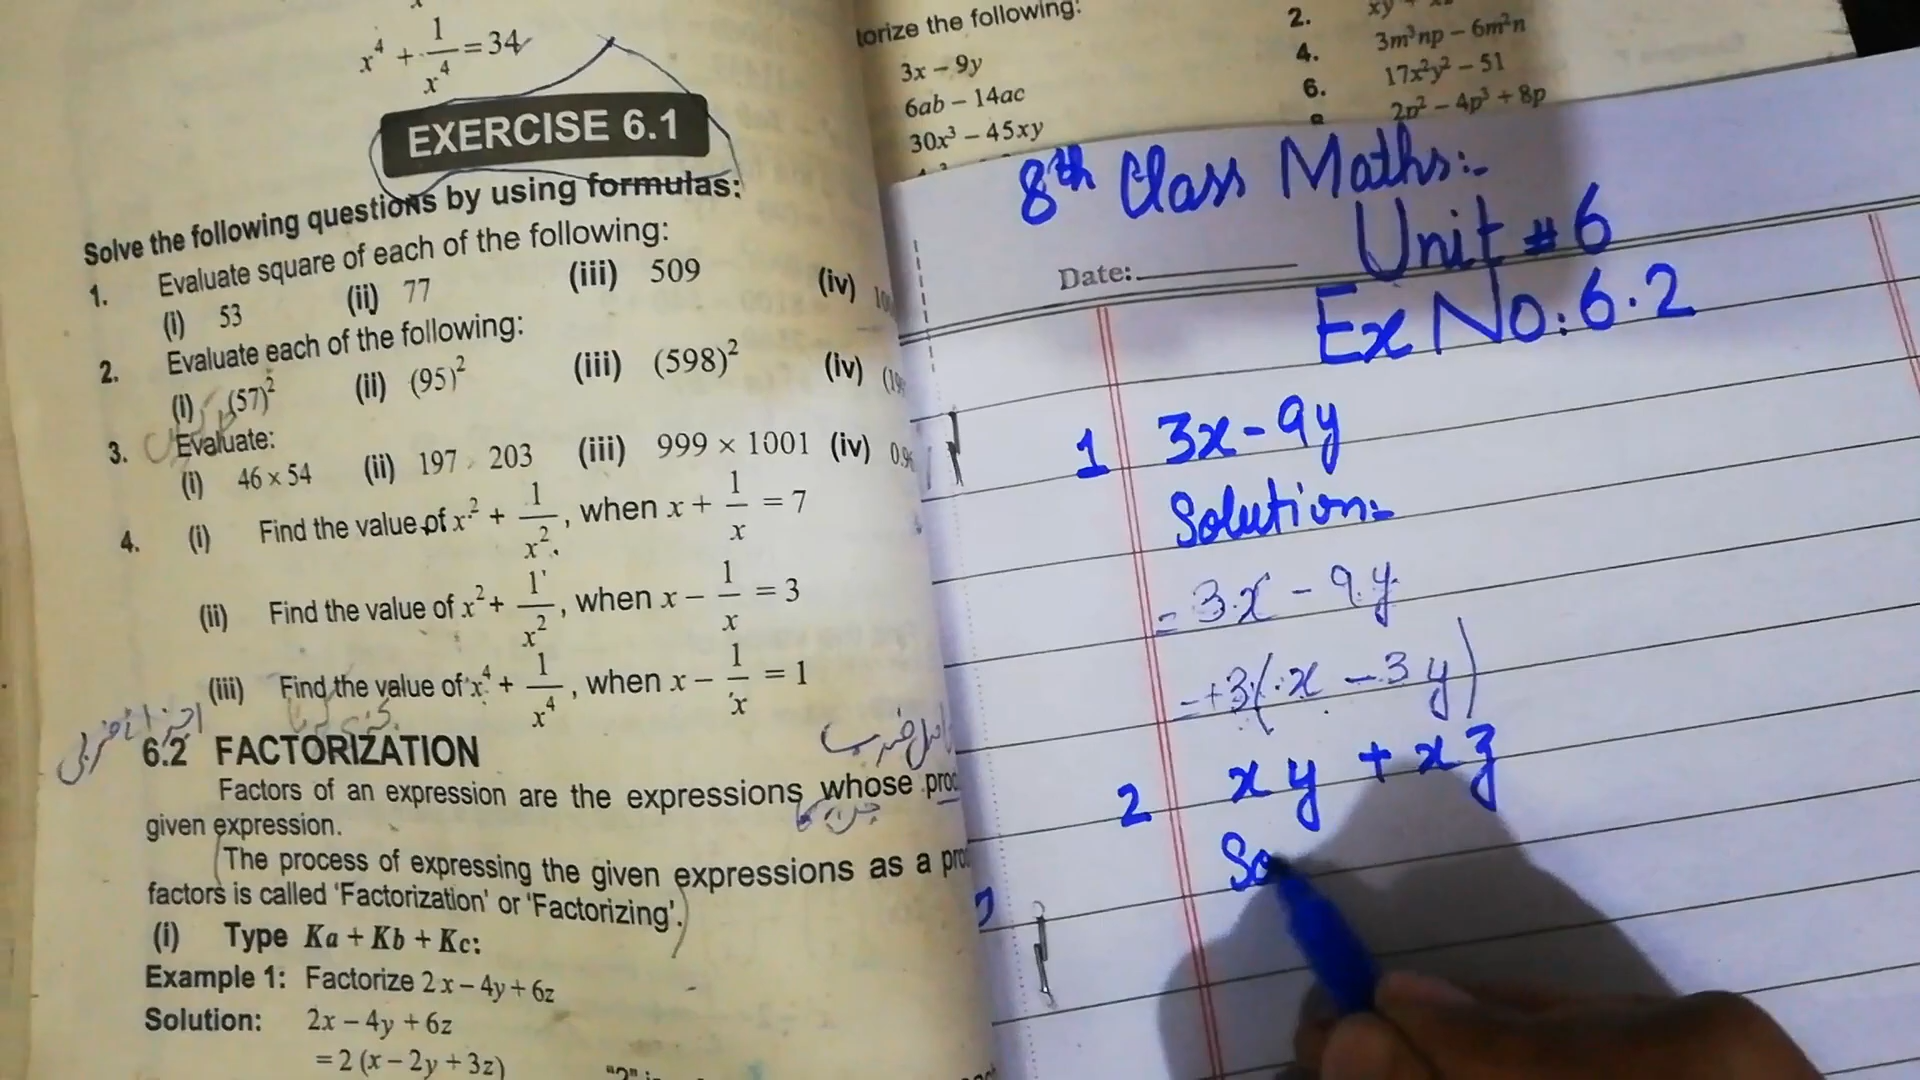 x⁴ + 1/x⁴ = 34
EXERCISE 6.1
Solve the following questions by using formulas:
1. Evaluate square of each of the following:
(i) 53 (ii) 77 (iii) 509 (iv)
2. Evaluate each of the following:
(i) (57)² (ii) (95)² (iii) (598)² (iv)
3. Evaluate:
(i) 46 × 54 (ii) 197 203 (iii) 999 × 1001 (iv)
4. (i) Find the value of x² + 1/x², when x + 1/x = 7
(ii) Find the value of x² + 1/x², when x − 1/x = 3
(iii) Find the value of x⁴ + 1/x⁴, when x − 1/x = 1
6.2 FACTORIZATION
Factors of an expression are the expressions whose
given expression.
The process of expressing the given expressions as a
factors is called 'Factorization' or 'Factorizing'.
(i) Type Ka + Kb + Kc:
Example 1: Factorize 2x − 4y + 6z
Solution: 2x − 4y + 6z
= 2 (x − 2y + 3z)
the following:
3x − 9y
6ab − 14ac
30x³ − 45xy
2.
4. 3m³np − 6m²n
6. 17x²y² − 51
2p² − 4p³ + 8p
8th Class Maths:-
Unit # 6
Date:
Ex No: 6.2
1 3x - 9y
Solution:-
= 3x - 9y
= +3(x - 3y)
2 xy + xz
So